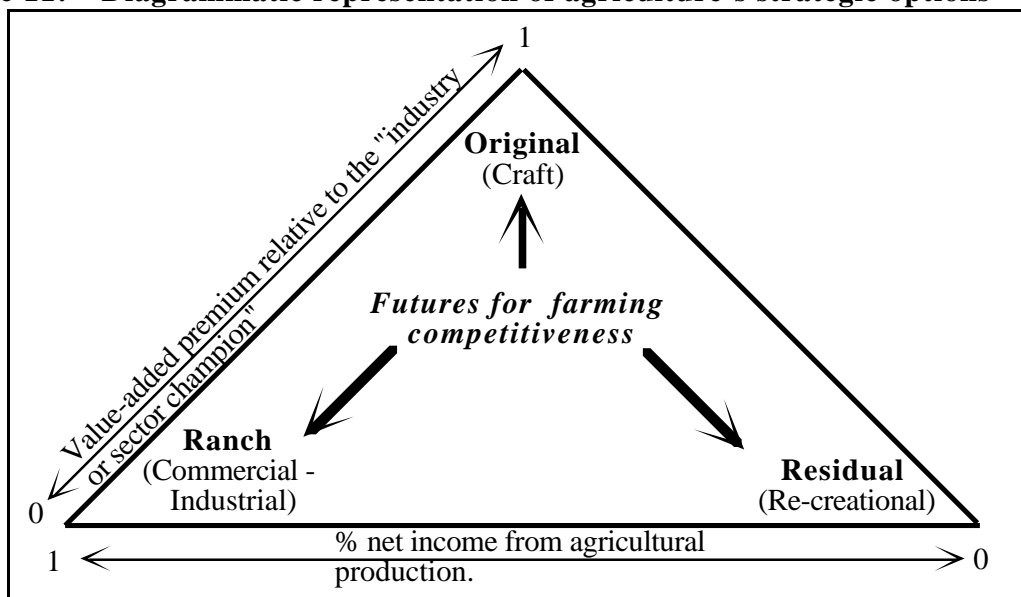 Diagrammatic representation of agriculture's strategic options
1
Value-added premium relative to the "industry
or sector champion"
Original
(Craft)
Futures for farming
competitiveness
Ranch
(Commercial -
Industrial)
Residual
(Re-creational)
0
1
% net income from agricultural
production.
0